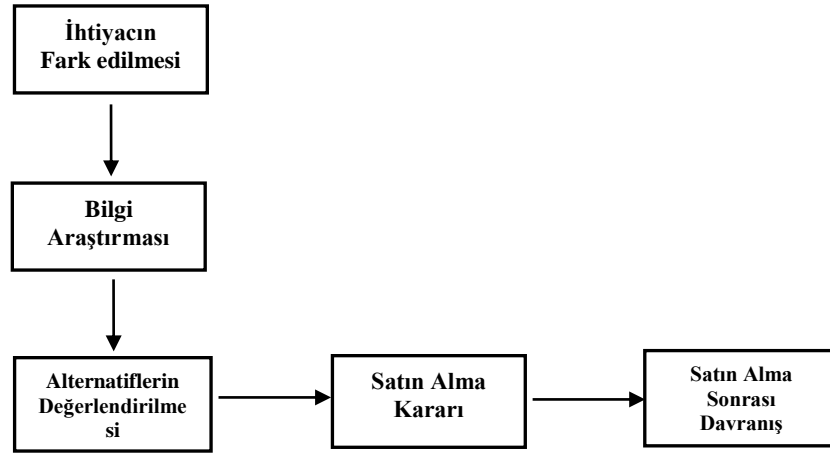 İhtiyacın
Fark edilmesi
Bilgi
Araştırması
Alternatiflerin
Değerlendirilme
si
Satın Alma
Kararı
Satın Alma
Sonrası
Davranış